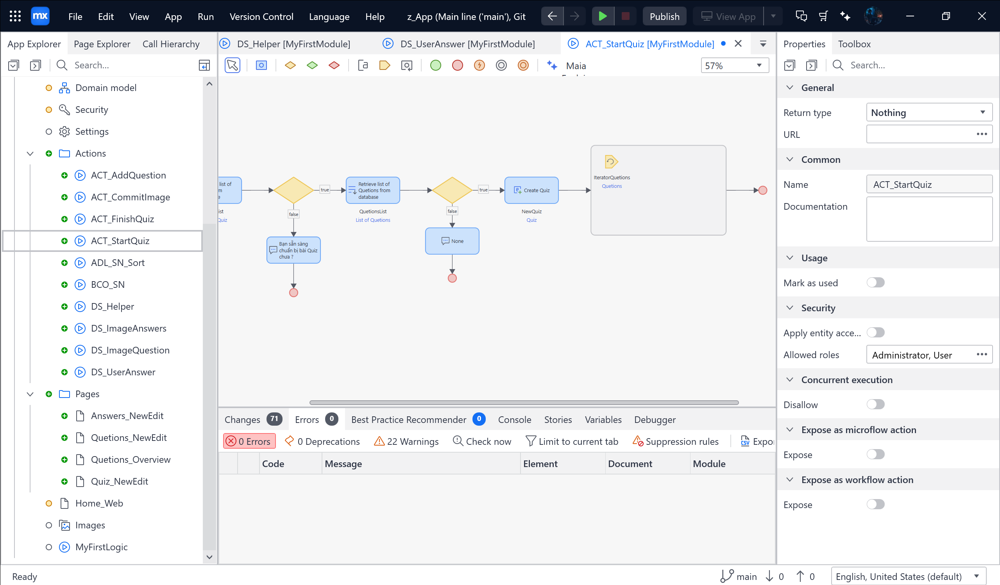 mx File Edit View App Run Version Control Language Help z_App (Main line ('main'), Git Publish View App
App Explorer Page Explorer Call Hierarchy
Search...
Domain model
Security
Settings
Actions
ACT_AddQuestion
ACT_CommitImage
ACT_FinishQuiz
ACT_StartQuiz
ADL_SN_Sort
BCO_SN
DS_Helper
DS_ImageAnswers
DS_ImageQuestion
DS_UserAnswer
Pages
Answers_NewEdit
Quetions_NewEdit
Quetions_Overview
Quiz_NewEdit
Home_Web
Images
MyFirstLogic
DS_Helper [MyFirstModule] DS_UserAnswer [MyFirstModule] ACT_StartQuiz [MyFirstModule]
Maia
57%
list of
m
e
ist
Quiz
true
false
Bạn sẵn sàng
chuẩn bị bài Quiz
chưa ?
Retrieve list of
Quetions from
database
QuetionsList
List of Quetions
true
false
None
Create Quiz
NewQuiz
Quiz
IteratorQuetions
Quetions
Changes 71 Errors 0 Best Practice Recommender 0 Console Stories Variables Debugger
0 Errors 0 Deprecations 22 Warnings Check now Limit to current tab Suppression rules CSV Expor
Code Message Element Document Module
Properties Toolbox
Search...
General
Return type Nothing
URL
Common
Name ACT_StartQuiz
Documentation
Usage
Mark as used
Security
Apply entity acce...
Allowed roles Administrator, User
Concurrent execution
Disallow
Expose as microflow action
Expose
Expose as workflow action
Expose
Ready main 0 0 English, United States (default)